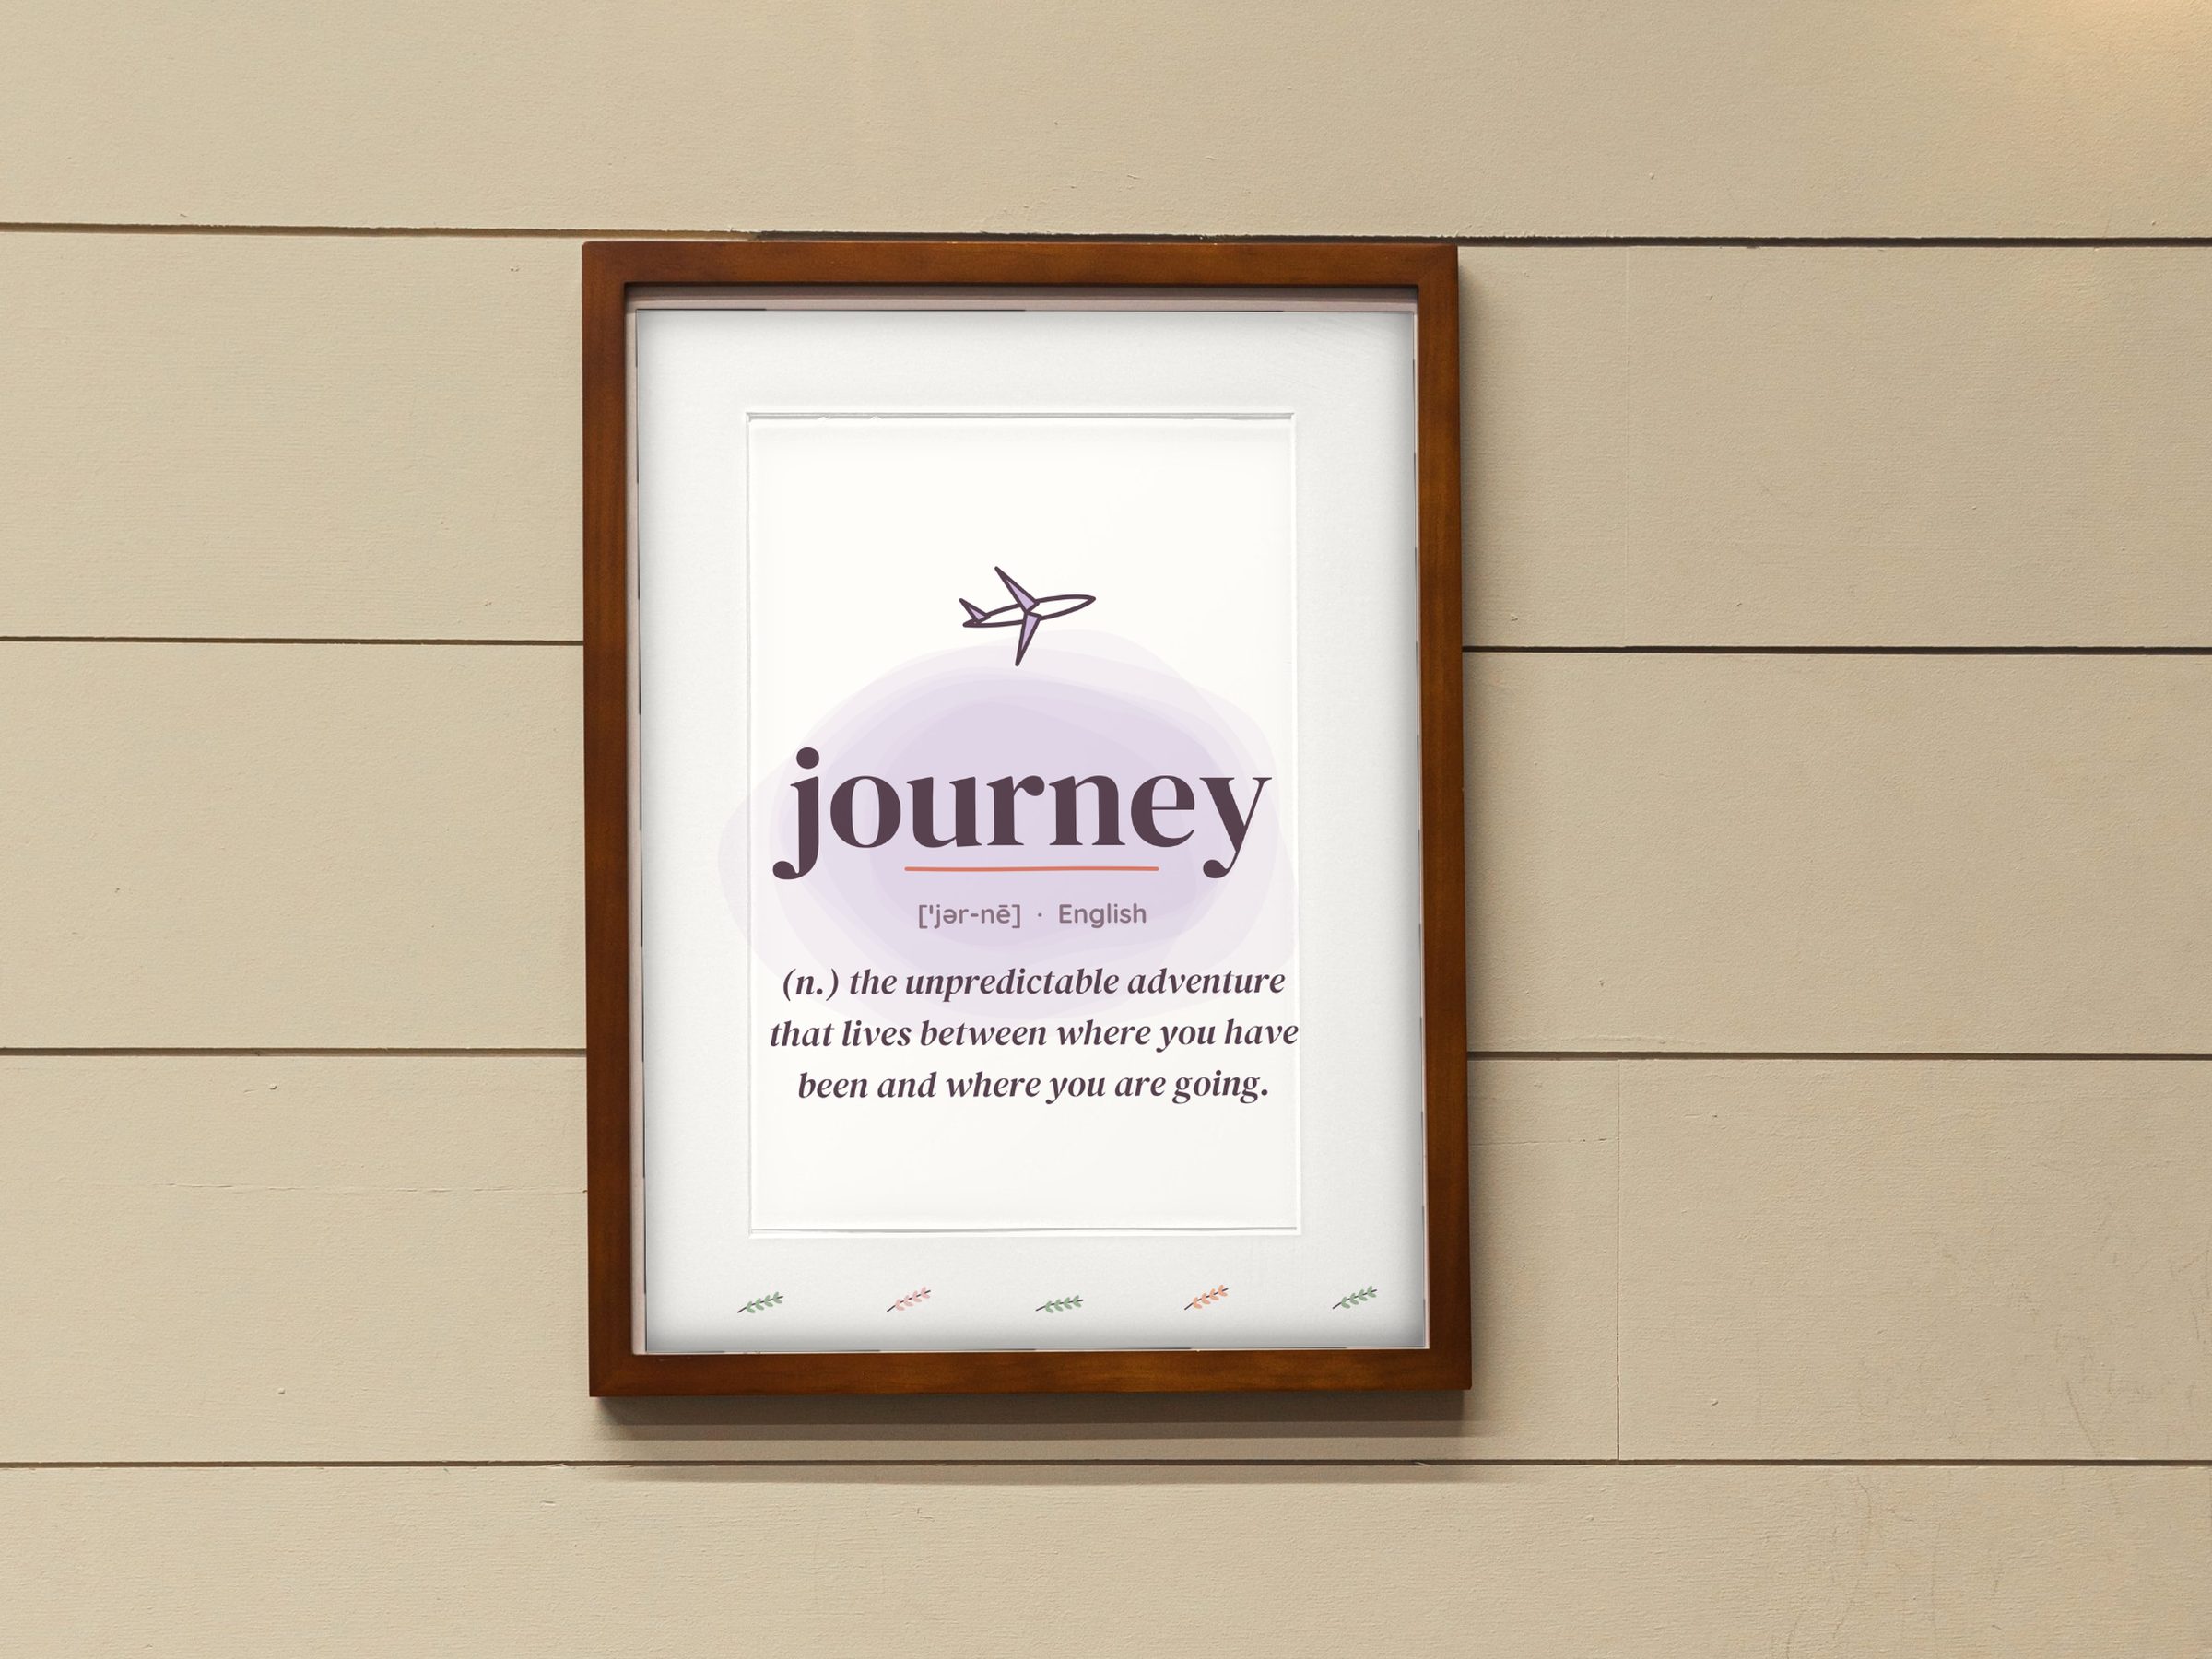 journey
['jər-nē] · English
(n.) the unpredictable adventure
that lives between where you have
been and where you are going.